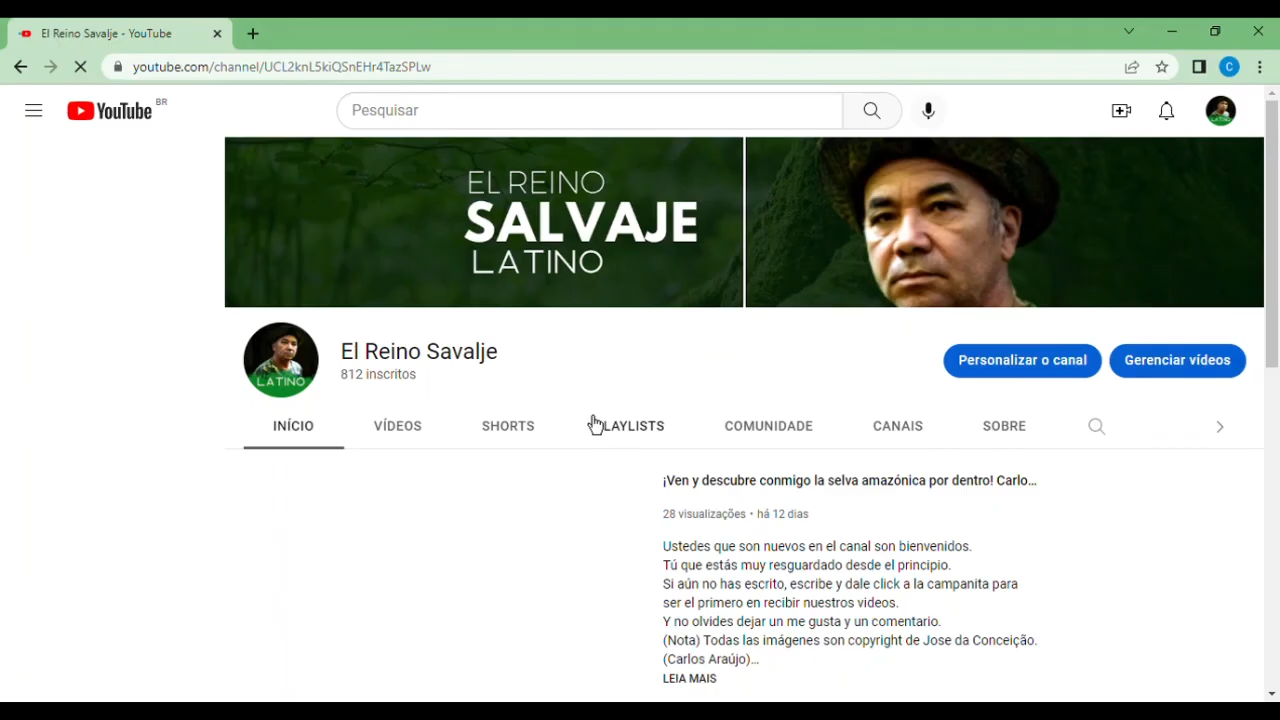 El Reino Savalje - YouTube
youtube.com/channel/UCL2knL5kiQSnEHr4TazSPLw
C
YouTube BR
Pesquisar
EL REINO
SALVAJE
LATINO
LATINO
El Reino Savalje
812 inscritos
Personalizar o canal
Gerenciar vídeos
INÍCIO VÍDEOS SHORTS PLAYLISTS COMUNIDADE CANAIS SOBRE
¡Ven y descubre conmigo la selva amazónica por dentro! Carlo...
28 visualizações • há 12 dias
Ustedes que son nuevos en el canal son bienvenidos.
Tú que estás muy resguardado desde el principio.
Si aún no has escrito, escribe y dale click a la campanita para
ser el primero en recibir nuestros videos.
Y no olvides dejar un me gusta y un comentario.
(Nota) Todas las imágenes son copyright de Jose da Conceição.
(Carlos Araújo)...
LEIA MAIS